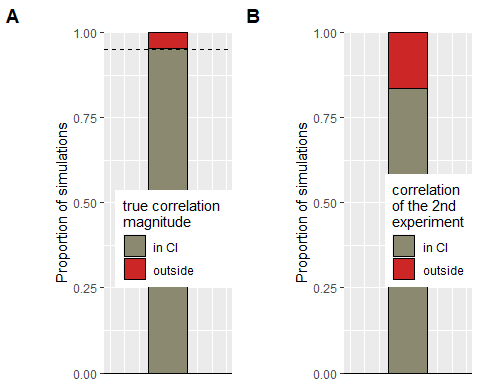 A
Proportion of simulations
1.00
0.75
0.50
0.25
0.00
true correlation
magnitude
in CI
outside
B
Proportion of simulations
1.00
0.75
0.50
0.25
0.00
correlation
of the 2nd
experiment
in CI
outside